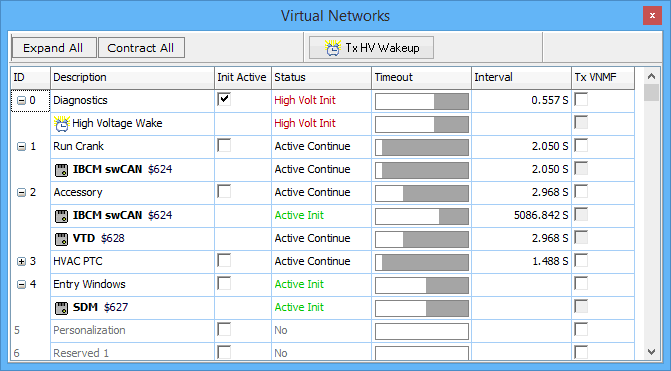 Virtual Networks
x
Expand All Contract All Tx HV Wakeup
ID Description Init Active Status Timeout Interval Tx VNMF
0 Diagnostics High Volt Init 0.557 S
High Voltage Wake High Volt Init
1 Run Crank Active Continue 2.050 S
IBCM swCAN $624 Active Continue 2.050 S
2 Accessory Active Continue 2.968 S
IBCM swCAN $624 Active Init 5086.842 S
VTD $628 Active Continue 2.968 S
3 HVAC PTC Active Continue 1.488 S
4 Entry Windows Active Init
SDM $627 Active Init
5 Personalization No
6 Reserved 1 No